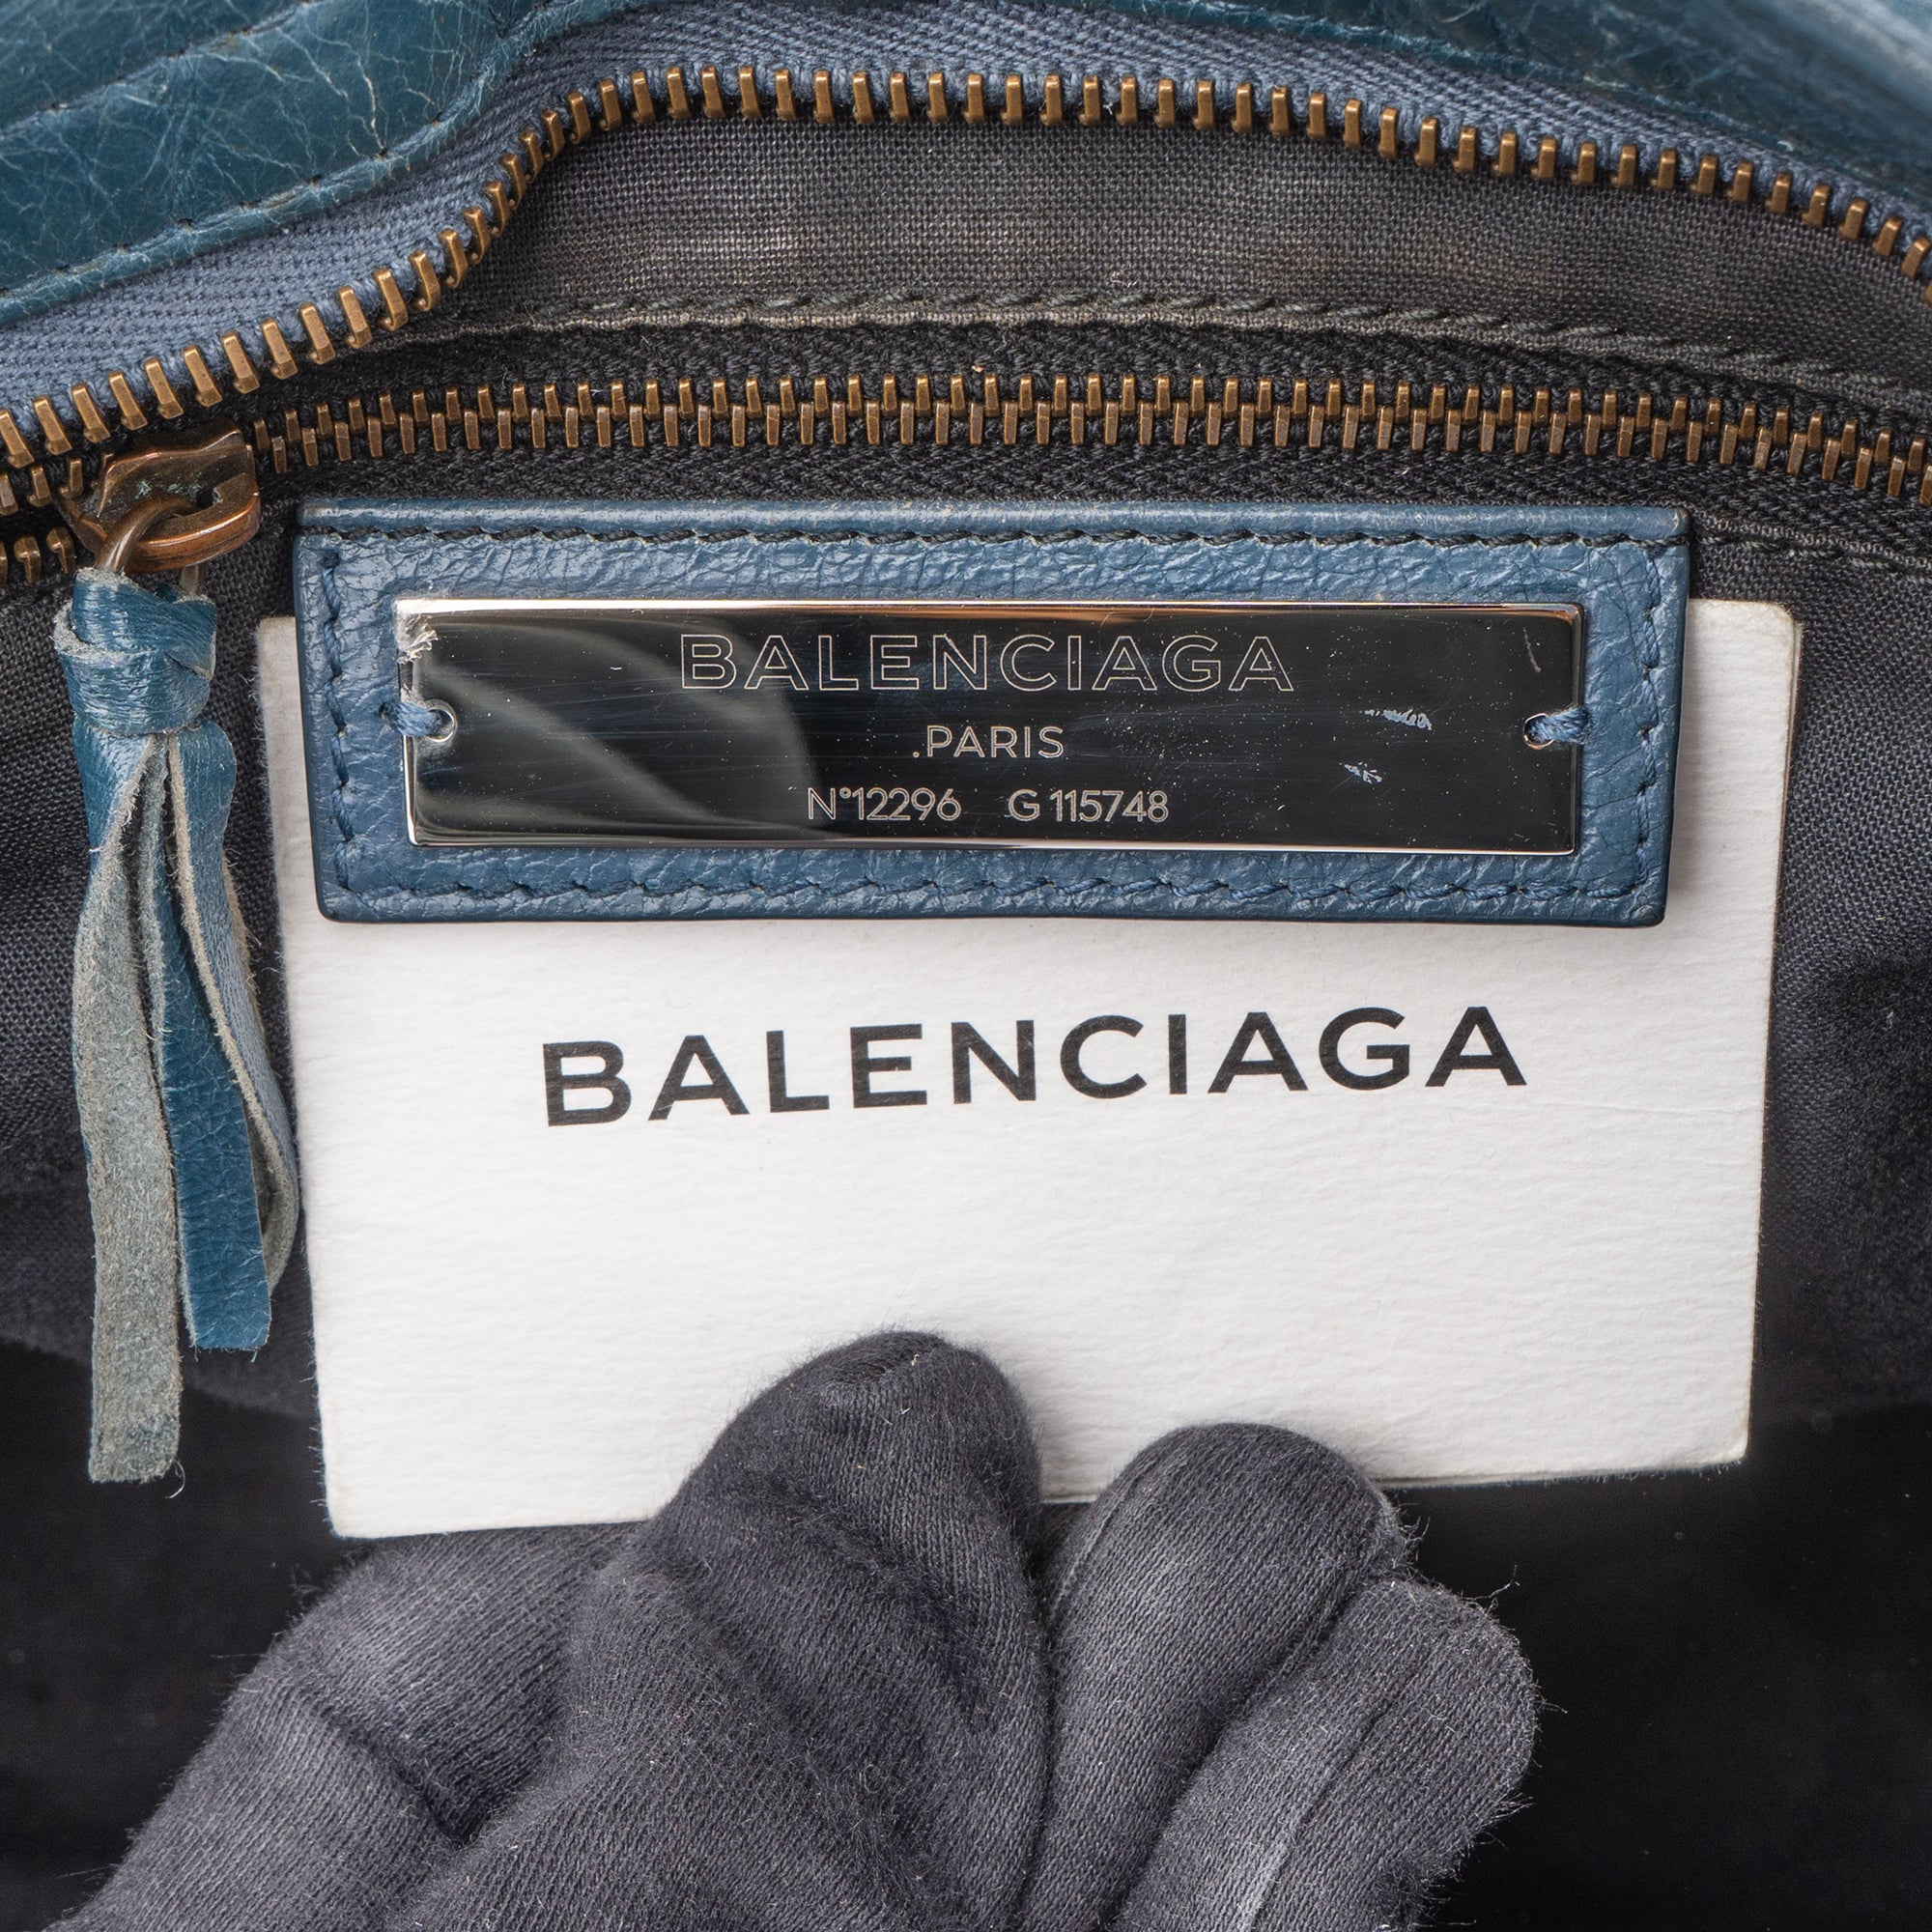 BALENCIAGA
.PARIS
N°12296 G 115748
BALENCIAGA